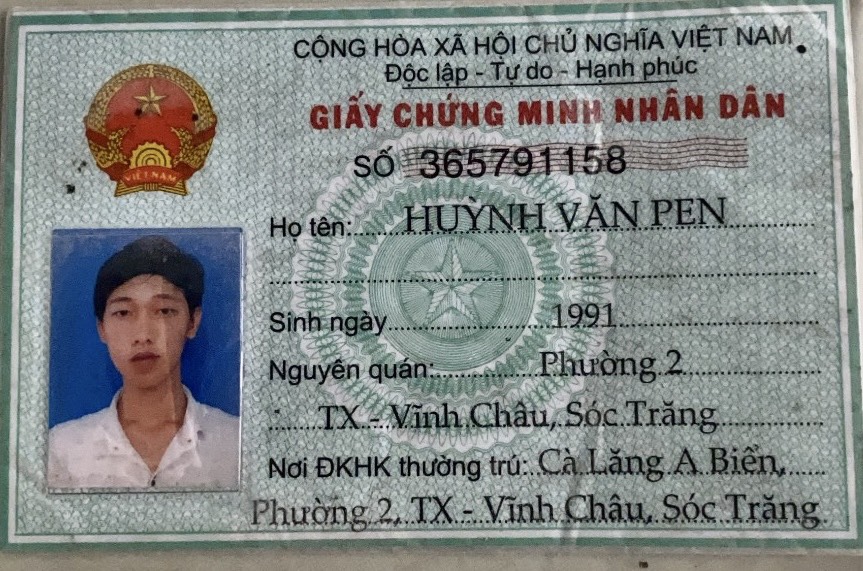 CỘNG HÒA XÃ HỘI CHỦ NGHĨA VIỆT NAM
Độc lập - Tự do - Hạnh phúc
GIẤY CHỨNG MINH NHÂN DÂN
SỐ 365791158
Họ tên: HUỲNH VĂN PEN
Sinh ngày 1991
Nguyên quán: Phường 2
TX - Vĩnh Châu, Sóc Trăng
Nơi ĐKHK thường trú: Cà Lăng A Biển,
Phường 2, TX - Vĩnh Châu, Sóc Trăng
VIỆT NAM